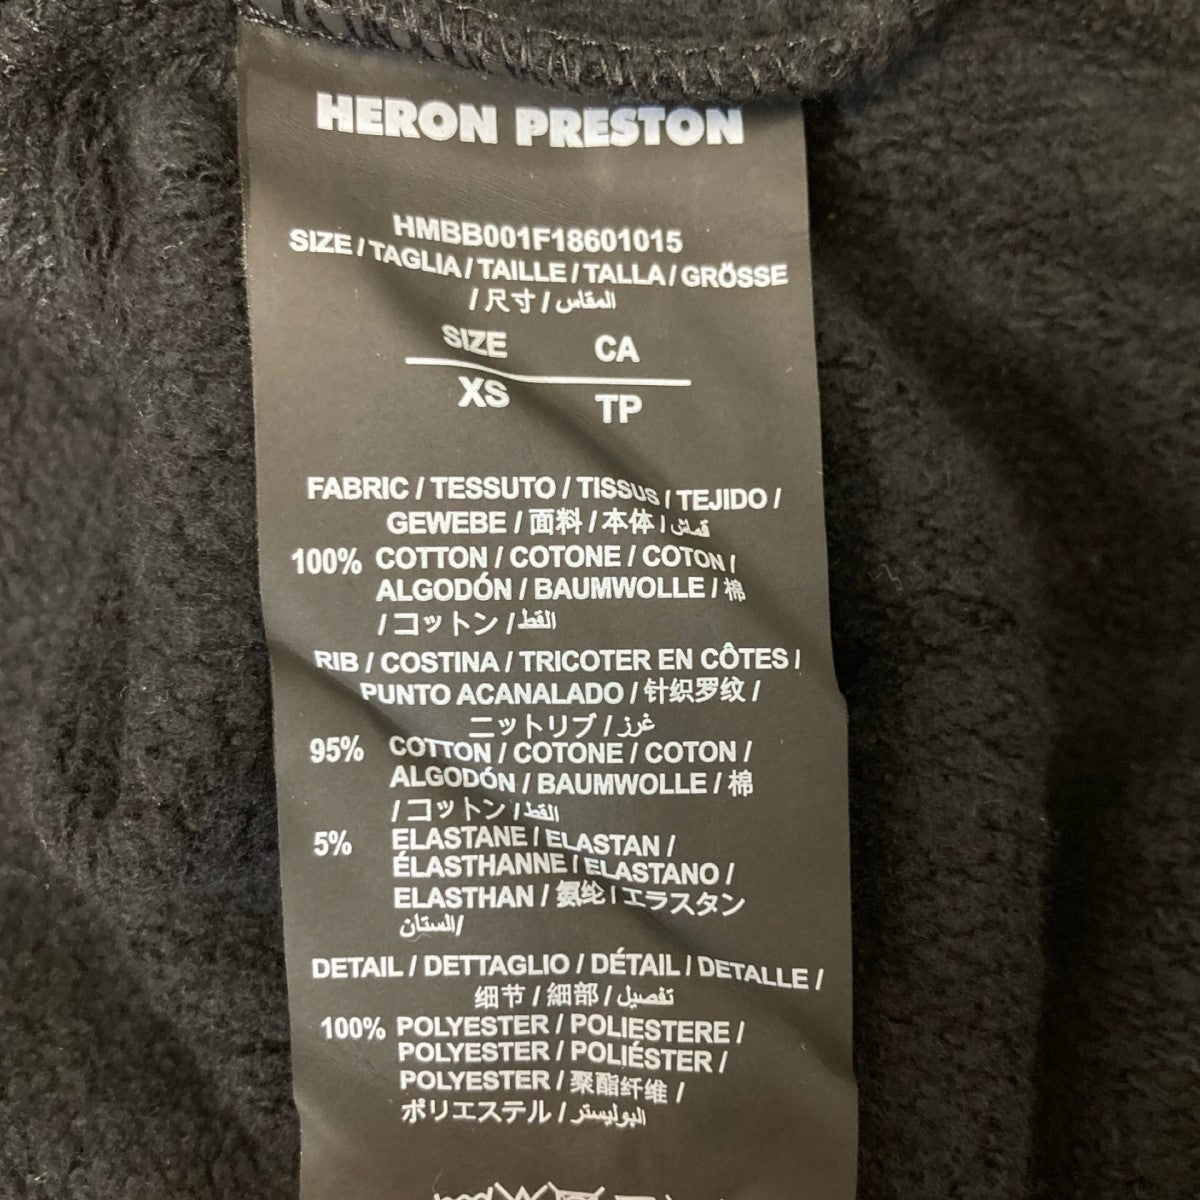 HERON PRESTON
HMBB001F18601015
SIZE / TAGLIA / TAILLE / TALLA / GRÖSSE
/ 尺寸 / المقاس
SIZE CA
XS TP
FABRIC / TESSUTO / TISSUS / TEJIDO /
GEWEBE / 面料 / 本体 / قماش
100% COTTON / COTONE / COTON /
ALGODÓN / BAUMWOLLE / 棉
/ コットン / القط
RIB / COSTINA / TRICOTER EN CÔTES /
PUNTO ACANALADO / 针织罗纹 /
ニットリブ / غرز
95% COTTON / COTONE / COTON /
ALGODÓN / BAUMWOLLE / 棉
/ コットン / القط
5% ELASTANE / ELASTAN /
ÉLASTHANNE / ELASTANO /
ELASTHAN / 氨纶 / エラスタン
/ الستان
DETAIL / DETTAGLIO / DÉTAIL / DETALLE /
细节 / 細部 / تفصيل
100% POLYESTER / POLIESTERE /
POLYESTER / POLIÉSTER /
POLYESTER / 聚酯纤维 /
ポリエステル / البوليستر